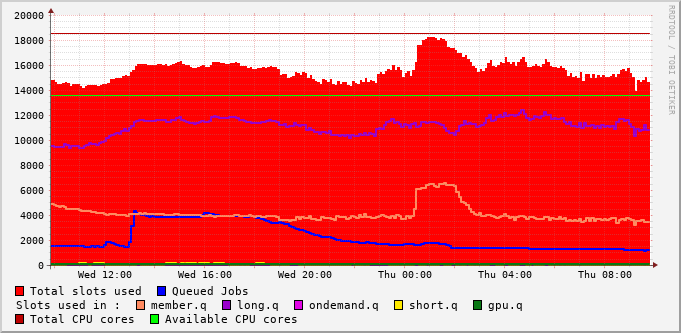 20000
18000
16000
14000
12000
10000
8000
6000
4000
2000
0
Wed 12:00 Wed 16:00 Wed 20:00 Thu 00:00 Thu 04:00 Thu 08:00
Total slots used Queued Jobs
Slots used in : member.q long.q ondemand.q short.q gpu.q
Total CPU cores Available CPU cores
RRDTOOL / TOBI OETIKER